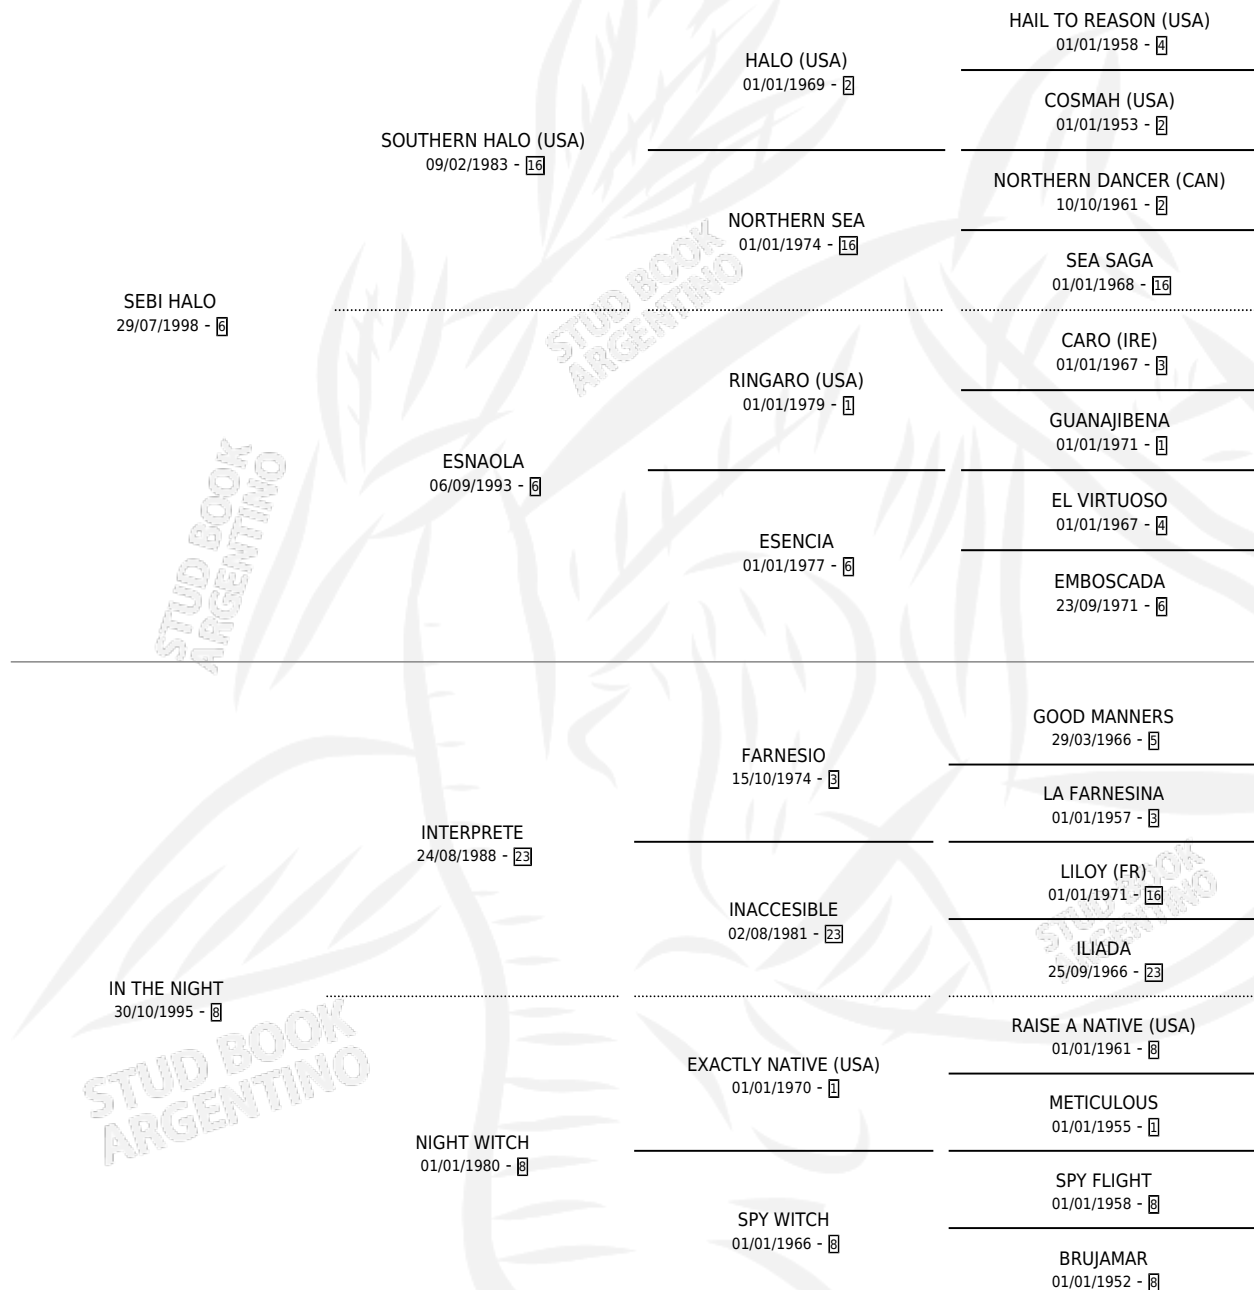 HAIL TO REASON (USA)
01/01/1958 - 4
HALO (USA)
01/01/1969 - 2
COSMAH (USA)
01/01/1953 - 2
SOUTHERN HALO (USA)
09/02/1983 - 16
NORTHERN DANCER (CAN)
10/10/1961 - 2
NORTHERN SEA
01/01/1974 - 16
SEA SAGA
01/01/1968 - 16
SEBI HALO
29/07/1998 - 6
STUD BOOK
ARGENTINO
CARO (IRE)
01/01/1967 - 3
RINGARO (USA)
01/01/1979 - 1
GUANAJIBENA
01/01/1971 - 1
ESNAOLA
06/09/1993 - 6
EL VIRTUOSO
01/01/1967 - 4
ESENCIA
01/01/1977 - 6
EMBOSCADA
23/09/1971 - 6
STUD BOOK
ARGENTINO
GOOD MANNERS
29/03/1966 - 5
FARNESIO
15/10/1974 - 3
LA FARNESINA
01/01/1957 - 3
INTERPRETE
24/08/1988 - 23
LILOY (FR)
01/01/1971 - 16
INACCESIBLE
02/08/1981 - 23
STUD BOOK
ARGENTINO
ILIADA
25/09/1966 - 23
IN THE NIGHT
30/10/1995 - 8
STUD BOOK
ARGENTINO
RAISE A NATIVE (USA)
01/01/1961 - 8
EXACTLY NATIVE (USA)
01/01/1970 - 1
METICULOUS
01/01/1955 - 1
NIGHT WITCH
01/01/1980 - 8
SPY FLIGHT
01/01/1958 - 8
SPY WITCH
01/01/1966 - 8
BRUJAMAR
01/01/1952 - 8